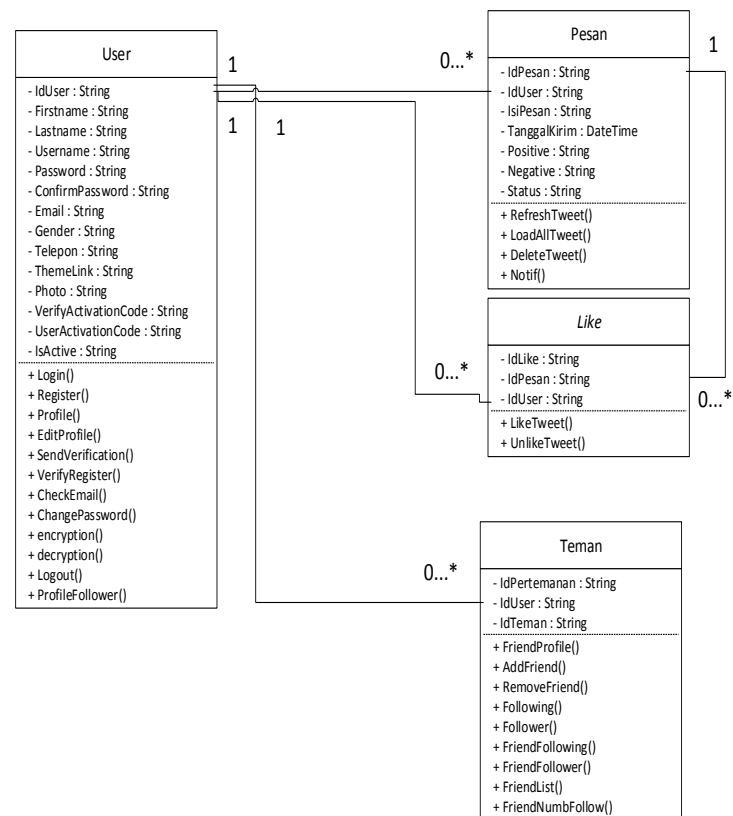 User
- IdUser : String
- Firstname : String
- Lastname : String
- Username : String
- Password : String
- ConfirmPassword : String
- Email : String
- Gender : String
- Telepon : String
- ThemeLink : String
- Photo : String
- VerifyActivationCode : String
- UserActivationCode : String
- IsActive : String
+ Login()
+ Register()
+ Profile()
+ EditProfile()
+ SendVerification()
+ VerifyRegister()
+ CheckEmail()
+ ChangePassword()
+ encryption()
+ decryption()
+ Logout()
+ ProfileFollower()
1
1
1
0...*
Pesan
- IdPesan : String
- IdUser : String
- IsiPesan : String
- TanggalKirim : DateTime
- Positive : String
- Negative : String
- Status : String
+ RefreshTweet()
+ LoadAllTweet()
+ DeleteTweet()
+ Notif()
1
0...*
Like
- IdLike : String
- IdPesan : String
- IdUser : String
+ LikeTweet()
+ UnlikeTweet()
0...*
0...*
Teman
- IdPertemanan : String
- IdUser : String
- IdTeman : String
+ FriendProfile()
+ AddFriend()
+ RemoveFriend()
+ Following()
+ Follower()
+ FriendFollowing()
+ FriendFollower()
+ FriendList()
+ FriendNumbFollow()